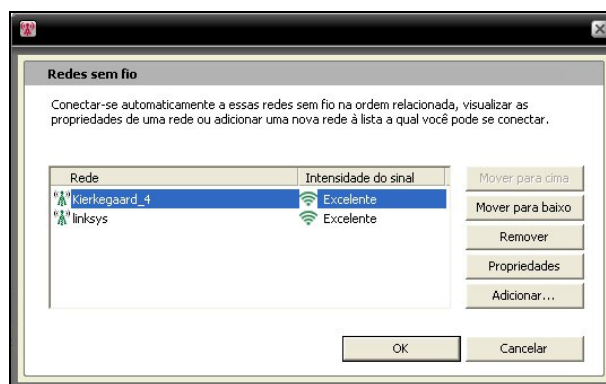 Redes sem fio
Conectar-se automaticamente a essas redes sem fio na ordem relacionada, visualizar as
propriedades de uma rede ou adicionar uma nova rede à lista a qual você pode se conectar.
Rede Intensidade do sinal
Kierkegaard_4 Excelente
linksys Excelente
Mover para cima
Mover para baixo
Remover
Propriedades
Adicionar...
OK Cancelar